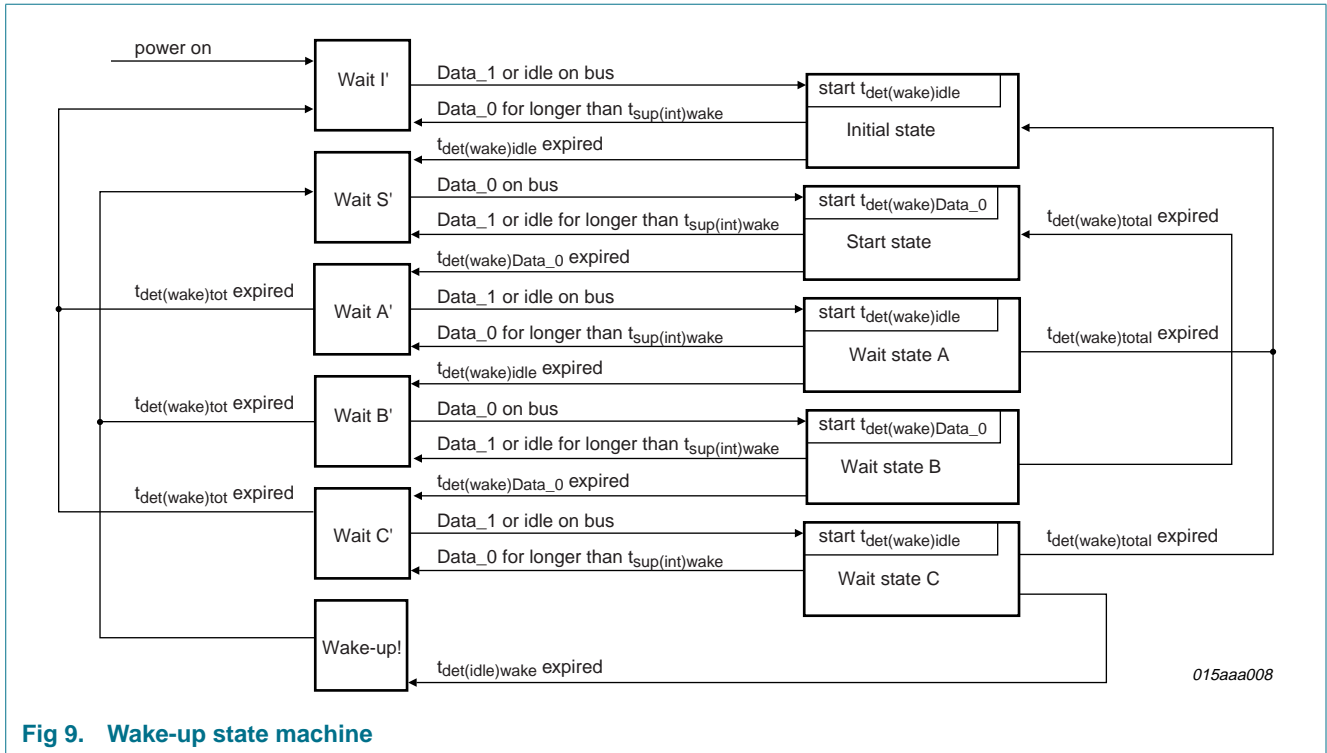 power on
Wait I'
Data_1 or idle on bus
start tdet(wake)idle
Data_0 for longer than tsup(int)wake
Initial state
tdet(wake)idle expired
Wait S'
Data_0 on bus
start tdet(wake)Data_0
Data_1 or idle for longer than tsup(int)wake
Start state
tdet(wake)total expired
tdet(wake)Data_0 expired
tdet(wake)tot expired
Wait A'
Data_1 or idle on bus
start tdet(wake)idle
Data_0 for longer than tsup(int)wake
Wait state A
tdet(wake)total expired
tdet(wake)idle expired
tdet(wake)tot expired
Wait B'
Data_0 on bus
start tdet(wake)Data_0
Data_1 or idle for longer than tsup(int)wake
Wait state B
tdet(wake)Data_0 expired
tdet(wake)tot expired
Wait C'
Data_1 or idle on bus
start tdet(wake)idle
tdet(wake)total expired
Data_0 for longer than tsup(int)wake
Wait state C
Wake-up!
tdet(idle)wake expired
015aaa008
Fig 9. Wake-up state machine